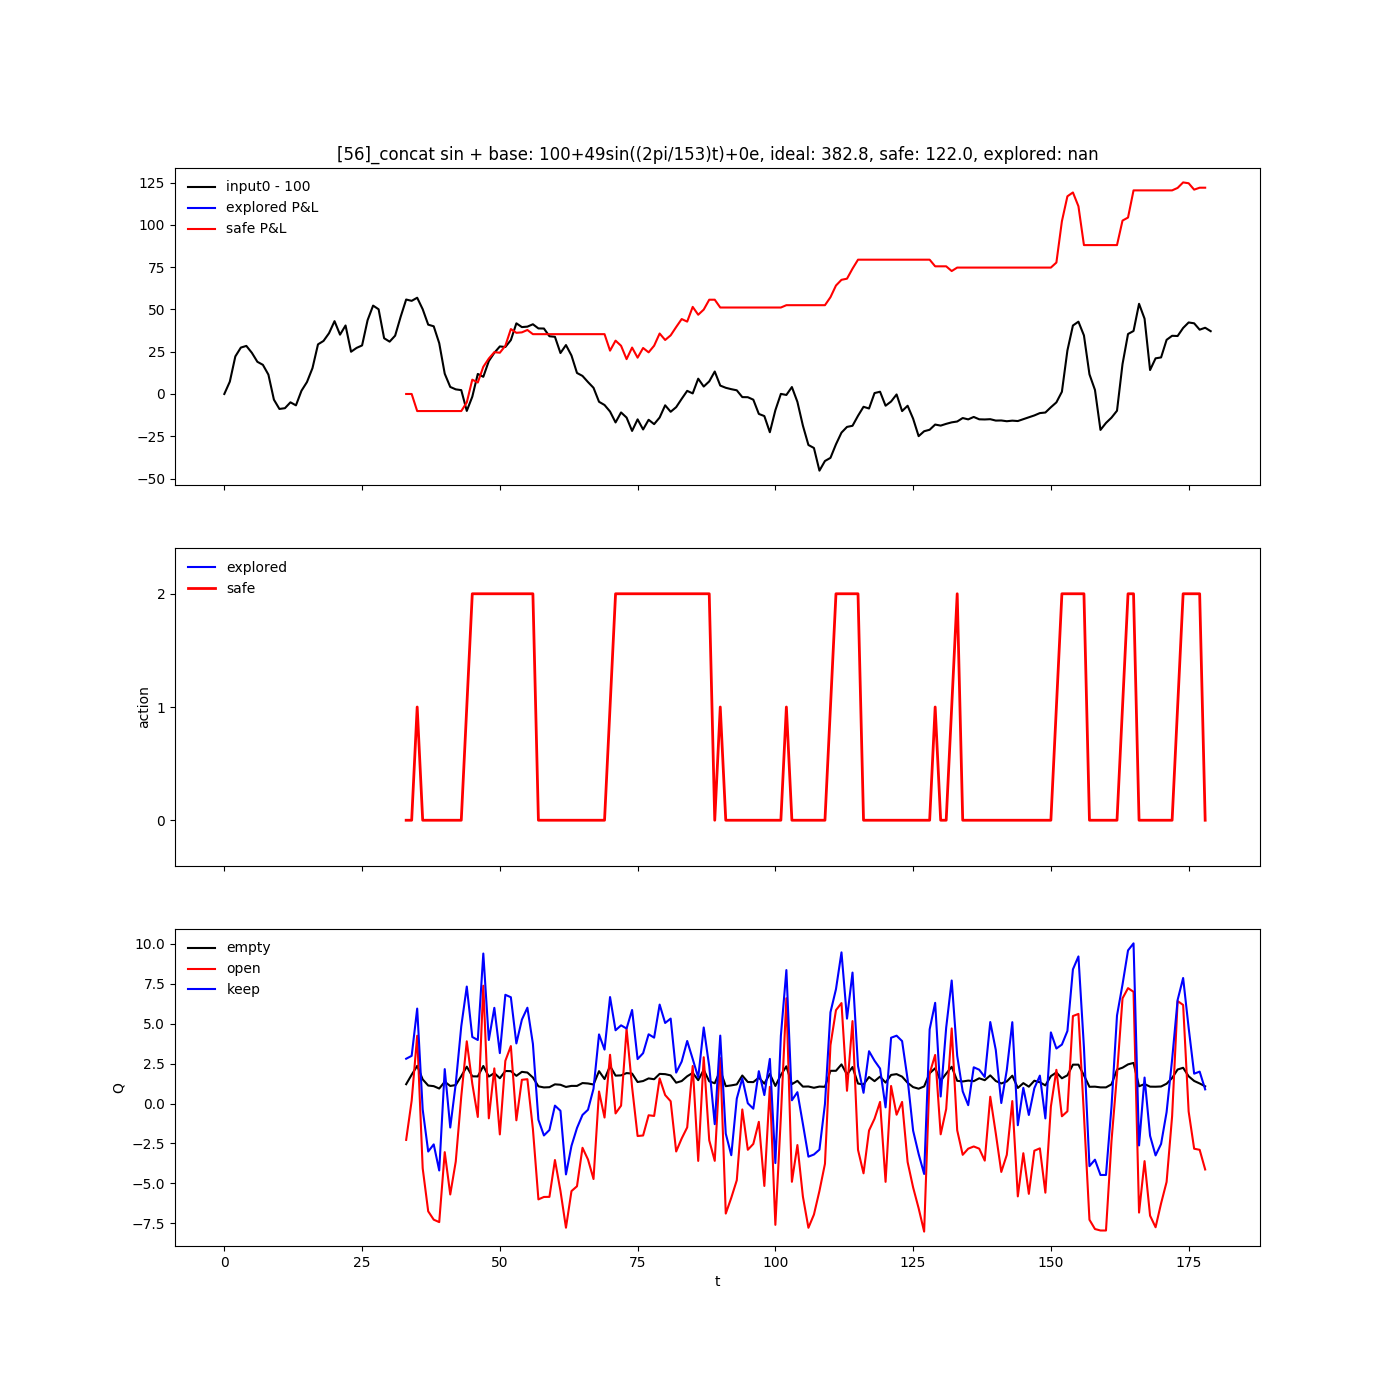 [56]_concat sin + base: 100+49sin((2pi/153)t)+0e, ideal: 382.8, safe: 122.0, explored: nan
125
100
75
50
25
0
−25
−50
input0 - 100
explored P&L
safe P&L
action
2
1
0
explored
safe
Q
10.0
7.5
5.0
2.5
0.0
−2.5
−5.0
−7.5
empty
open
keep
0
25
50
75
100
125
150
175
t